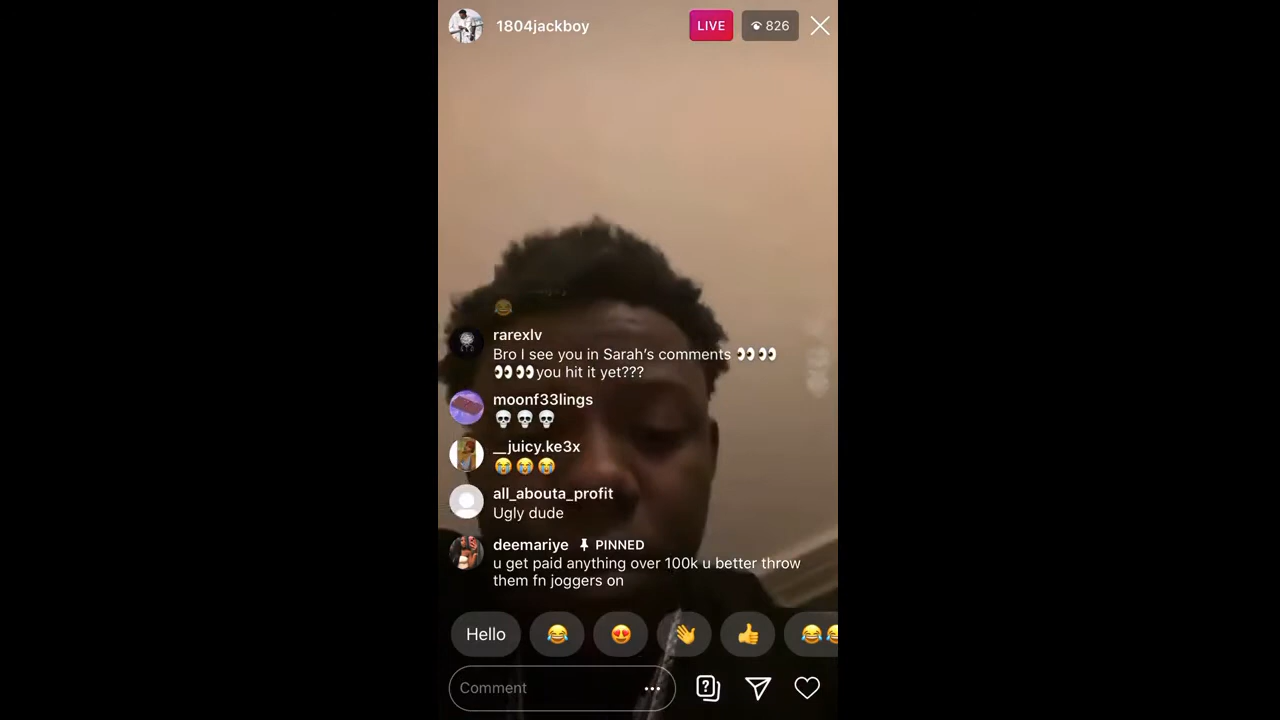 1804jackboy
LIVE
826
rarexlv
Bro I see you in Sarah's comments 👀👀
👀👀you hit it yet???
moonf33lings
💀💀💀
__juicy.ke3x
😭😭😭
all_abouta_profit
Ugly dude
deemariye PINNED
u get paid anything over 100k u better throw
them fn joggers on
Hello
Comment